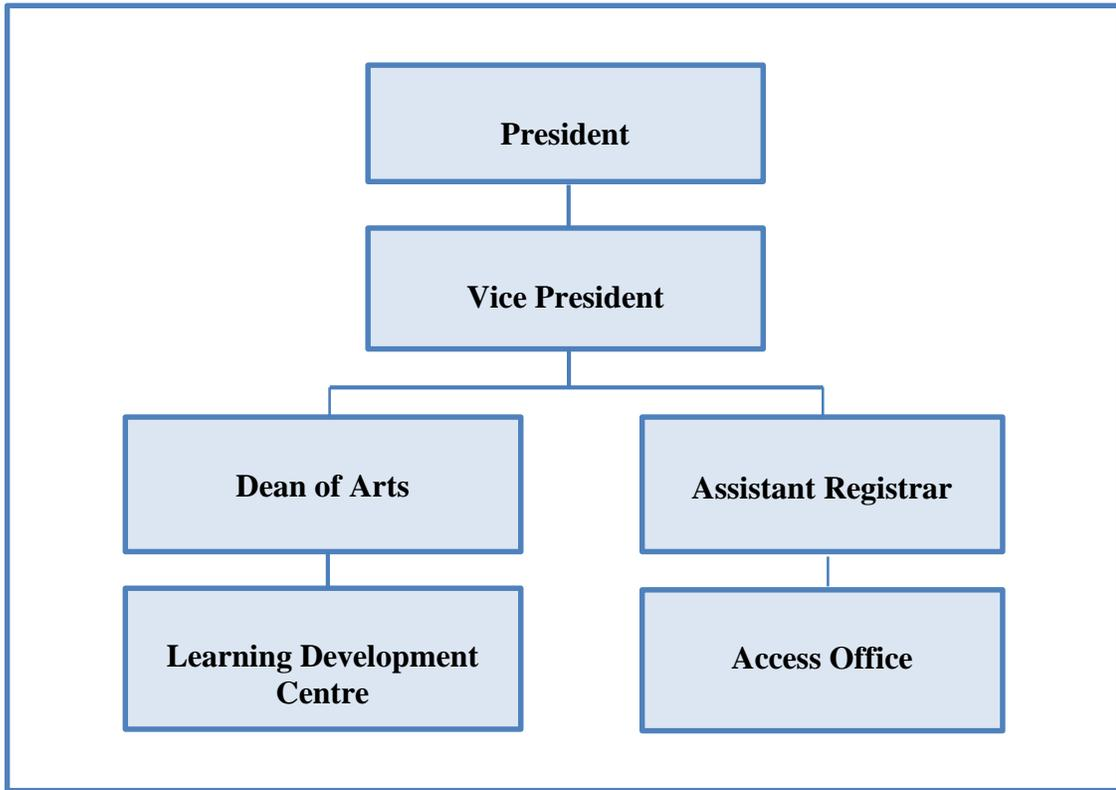 President
Vice President
Dean of Arts
Assistant Registrar
Learning Development
Centre
Access Office